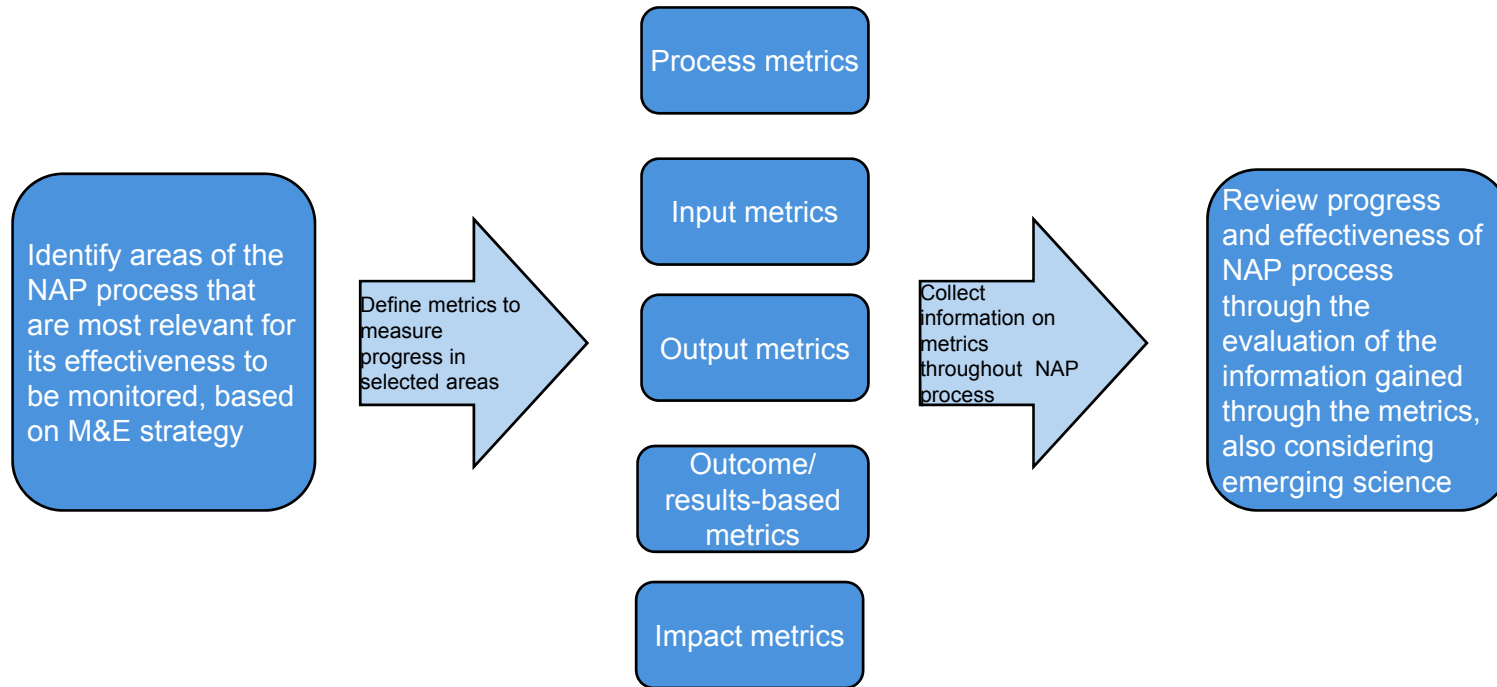 Identify areas of the
NAP process that
are most relevant for
its effectiveness to
be monitored, based
on M&E strategy
Define metrics to
measure
progress in
selected areas
Process metrics
Input metrics
Output metrics
Outcome/
results-based
metrics
Impact metrics
Collect
information on
metrics
throughout  NAP
process
Review progress
and effectiveness of
NAP process
through the
evaluation of the
information gained
through the metrics,
also considering
emerging science